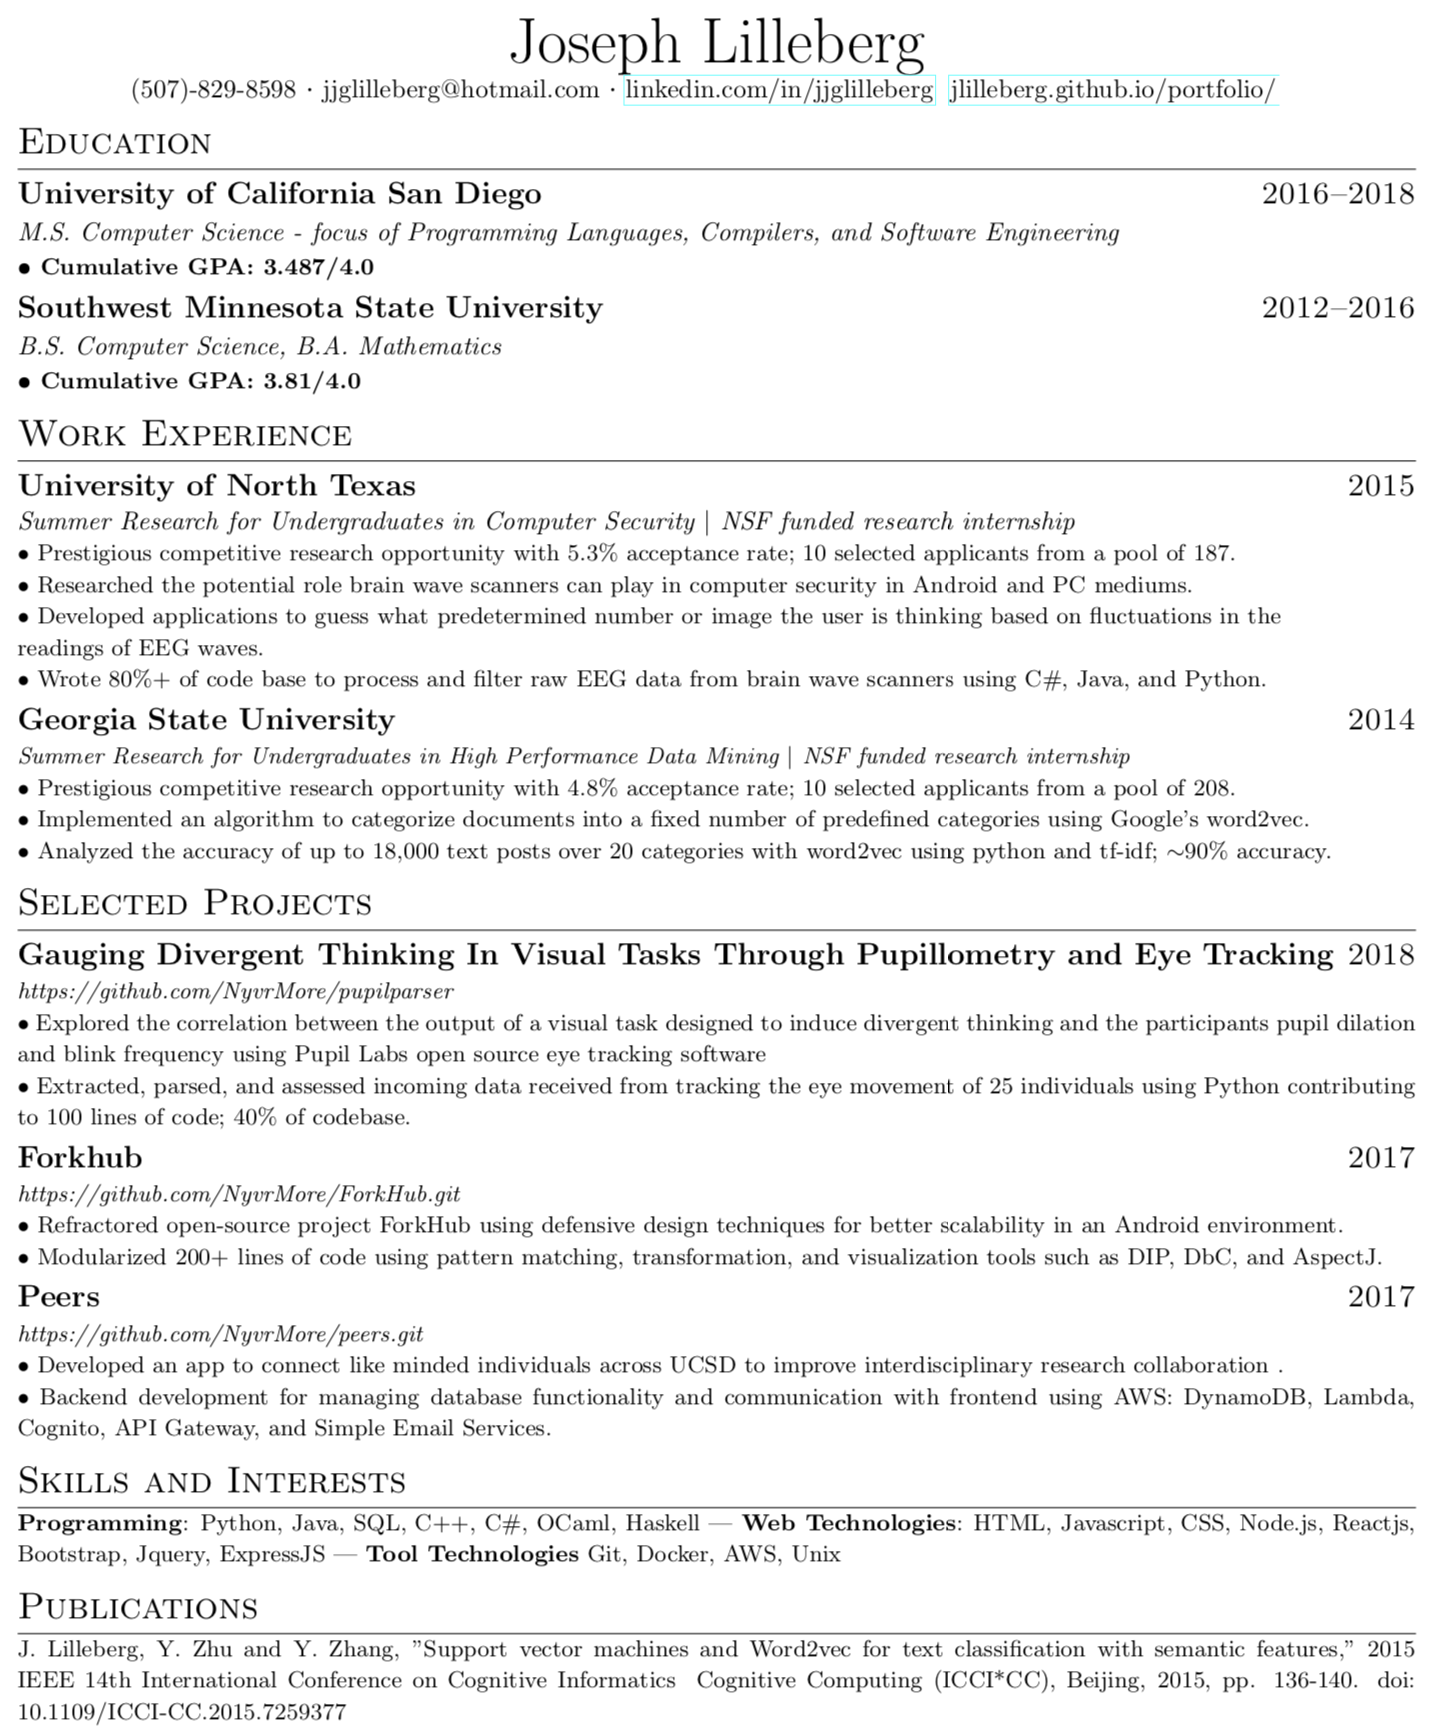 Joseph Lilleberg
(507)-829-8598 · jjglilleberg@hotmail.com · linkedin.com/in/jjglilleberg jlilleberg.github.io/portfolio/
Education
University of California San Diego 2016–2018
M.S. Computer Science - focus of Programming Languages, Compilers, and Software Engineering
• Cumulative GPA: 3.487/4.0
Southwest Minnesota State University 2012–2016
B.S. Computer Science, B.A. Mathematics
• Cumulative GPA: 3.81/4.0
Work Experience
University of North Texas 2015
Summer Research for Undergraduates in Computer Security | NSF funded research internship
• Prestigious competitive research opportunity with 5.3% acceptance rate; 10 selected applicants from a pool of 187.
• Researched the potential role brain wave scanners can play in computer security in Android and PC mediums.
• Developed applications to guess what predetermined number or image the user is thinking based on fluctuations in the
readings of EEG waves.
• Wrote 80%+ of code base to process and filter raw EEG data from brain wave scanners using C#, Java, and Python.
Georgia State University 2014
Summer Research for Undergraduates in High Performance Data Mining | NSF funded research internship
• Prestigious competitive research opportunity with 4.8% acceptance rate; 10 selected applicants from a pool of 208.
• Implemented an algorithm to categorize documents into a fixed number of predefined categories using Google's word2vec.
• Analyzed the accuracy of up to 18,000 text posts over 20 categories with word2vec using python and tf-idf; ~90% accuracy.
Selected Projects
Gauging Divergent Thinking In Visual Tasks Through Pupillometry and Eye Tracking 2018
https://github.com/NyvrMore/pupilparser
• Explored the correlation between the output of a visual task designed to induce divergent thinking and the participants pupil dilation
and blink frequency using Pupil Labs open source eye tracking software
• Extracted, parsed, and assessed incoming data received from tracking the eye movement of 25 individuals using Python contributing
to 100 lines of code; 40% of codebase.
Forkhub 2017
https://github.com/NyvrMore/ForkHub.git
• Refractored open-source project ForkHub using defensive design techniques for better scalability in an Android environment.
• Modularized 200+ lines of code using pattern matching, transformation, and visualization tools such as DIP, DbC, and AspectJ.
Peers 2017
https://github.com/NyvrMore/peers.git
• Developed an app to connect like minded individuals across UCSD to improve interdisciplinary research collaboration .
• Backend development for managing database functionality and communication with frontend using AWS: DynamoDB, Lambda,
Cognito, API Gateway, and Simple Email Services.
Skills and Interests
Programming: Python, Java, SQL, C++, C#, OCaml, Haskell — Web Technologies: HTML, Javascript, CSS, Node.js, Reactjs,
Bootstrap, Jquery, ExpressJS — Tool Technologies Git, Docker, AWS, Unix
Publications
J. Lilleberg, Y. Zhu and Y. Zhang, ”Support vector machines and Word2vec for text classification with semantic features,” 2015
IEEE 14th International Conference on Cognitive Informatics Cognitive Computing (ICCI*CC), Beijing, 2015, pp. 136-140. doi:
10.1109/ICCI-CC.2015.7259377